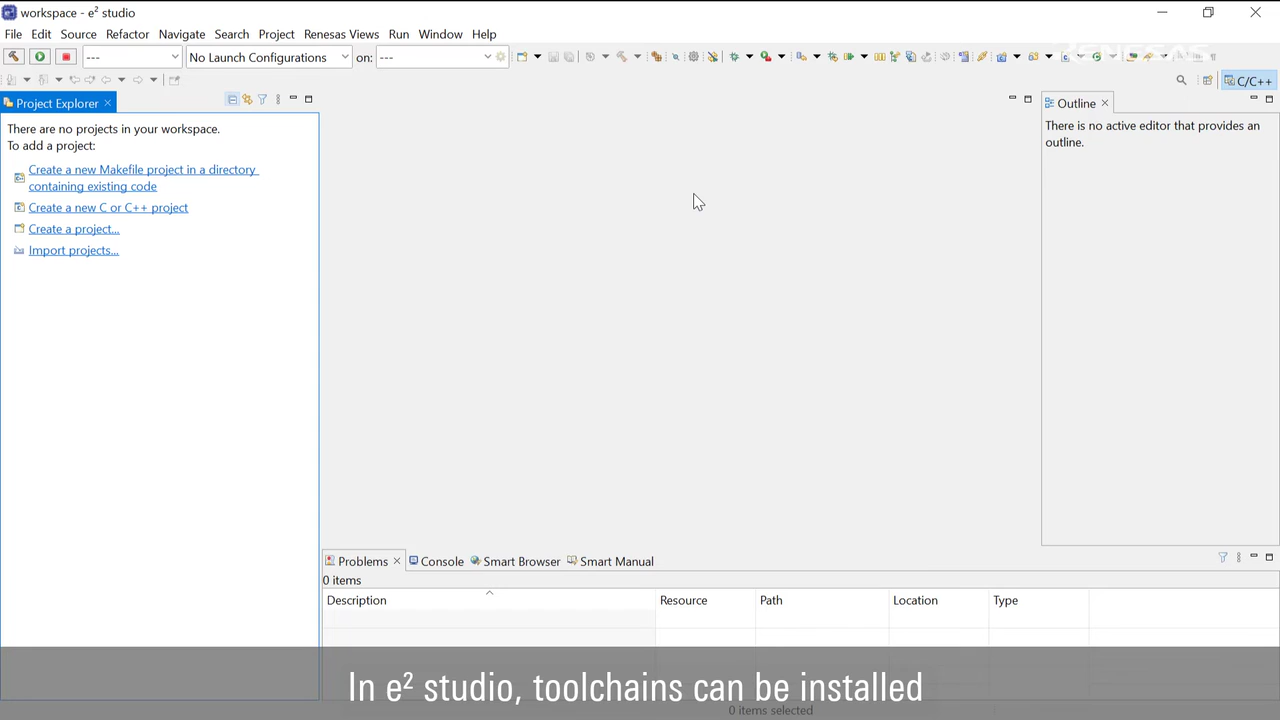 workspace - e² studio
File Edit Source Refactor Navigate Search Project Renesas Views Run Window Help
--- No Launch Configurations on: ---
RENESAS
C/C++
Project Explorer
There are no projects in your workspace.
To add a project:
Create a new Makefile project in a directory
containing existing code
Create a new C or C++ project
Create a project...
Import projects...
Outline
There is no active editor that provides an
outline.
Problems Console Smart Browser Smart Manual
0 items
Description Resource Path Location Type
In e² studio, toolchains can be installed
0 items selected